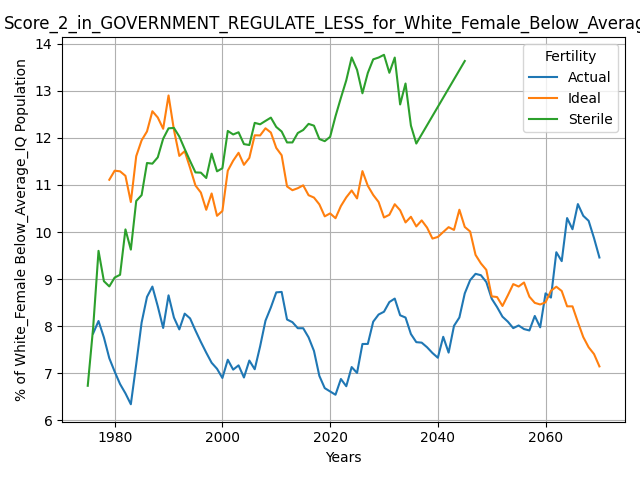 Score_2_in_GOVERNMENT_REGULATE_LESS_for_White_Female_Below_Averag
% of White_Female Below_Average_IQ Population
14
13
12
11
10
9
8
7
6
1980
2000
2020
2040
2060
Years
Fertility
Actual
Ideal
Sterile